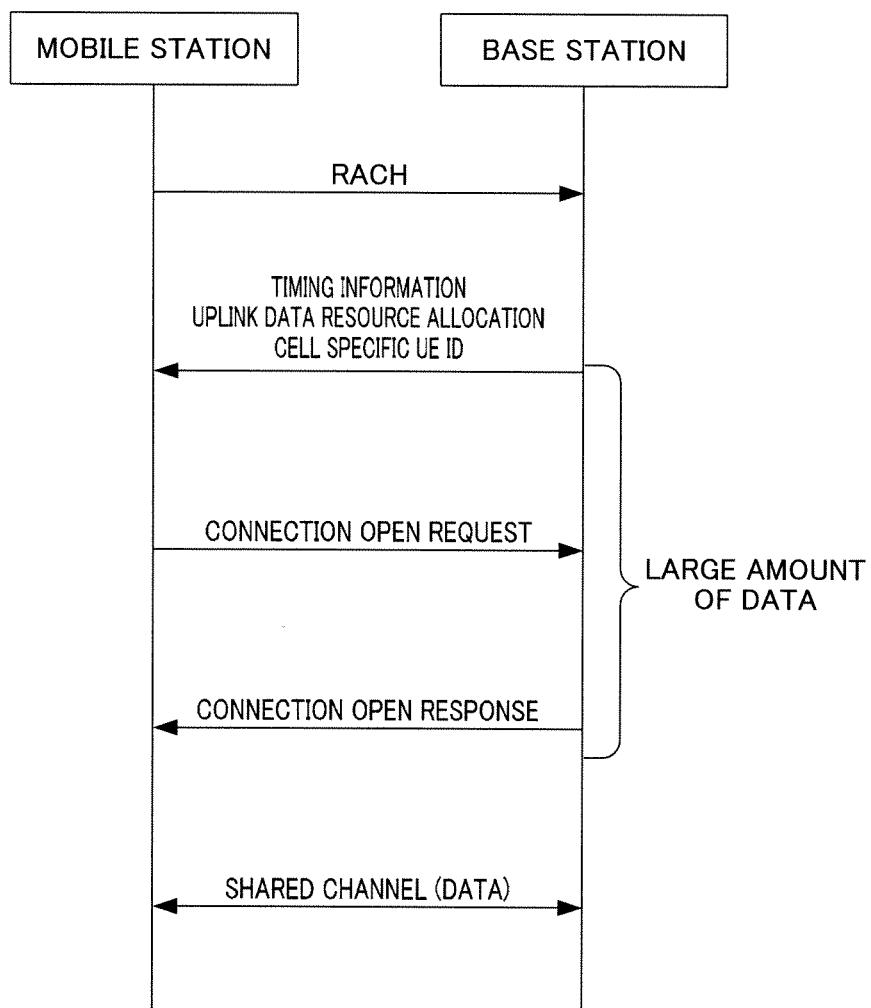 MOBILE STATION
BASE STATION
RACH
TIMING INFORMATION
UPLINK DATA RESOURCE ALLOCATION
CELL SPECIFIC UE ID
CONNECTION OPEN REQUEST
LARGE AMOUNT
OF DATA
CONNECTION OPEN RESPONSE
SHARED CHANNEL (DATA)